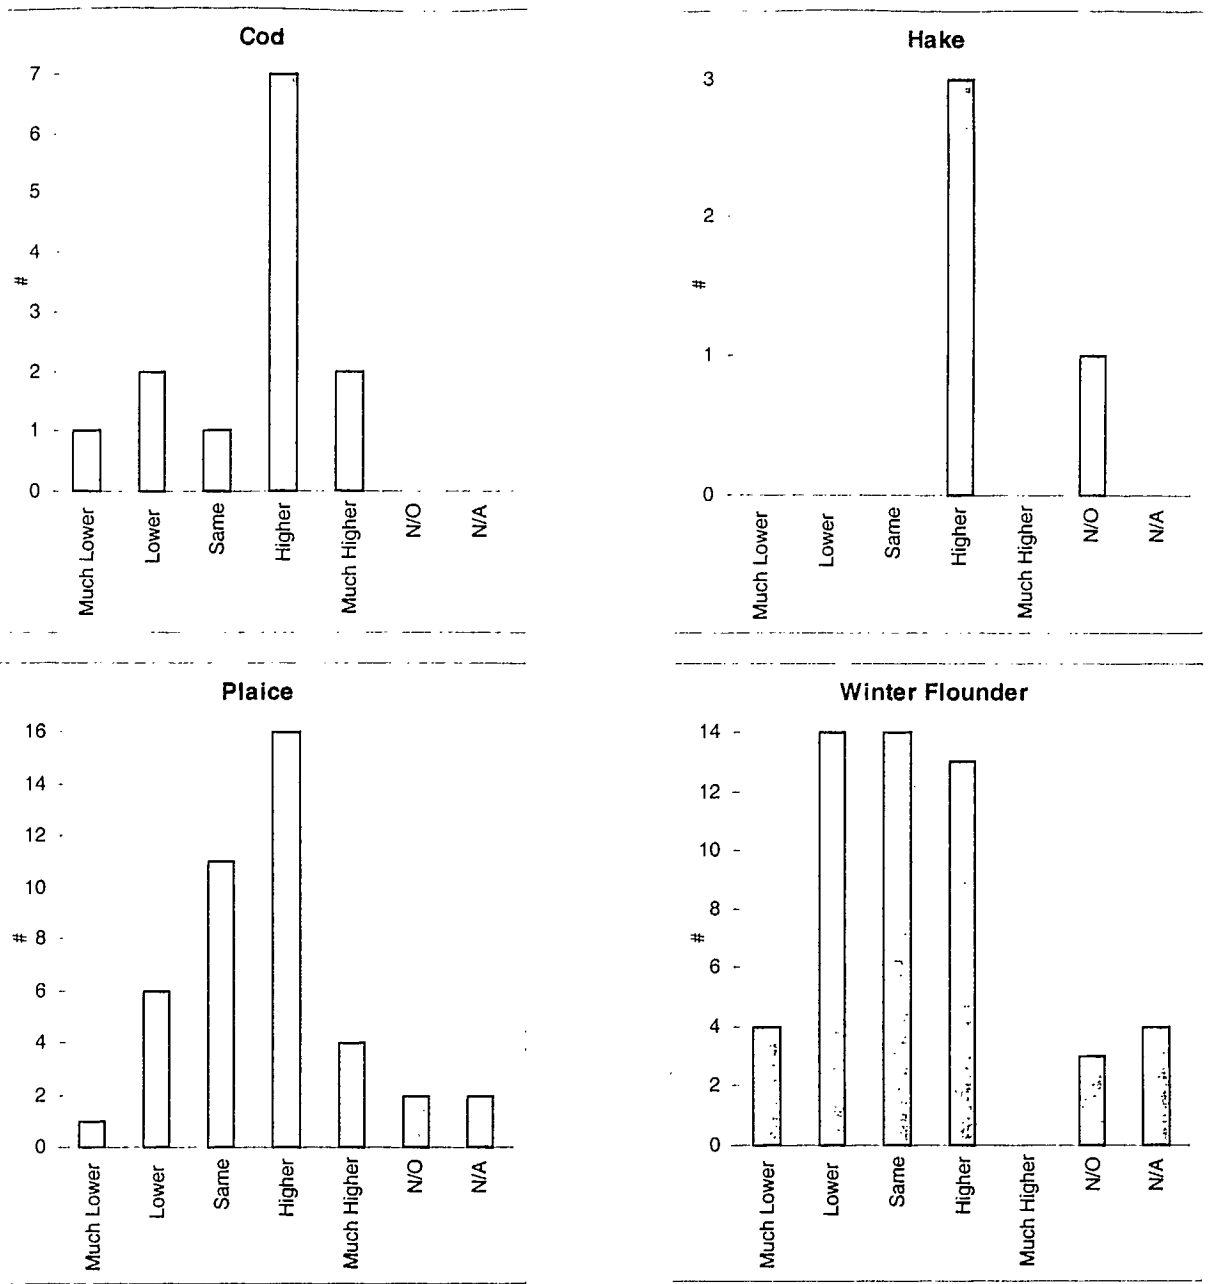 Cod
7
6
5
4
#
3
2
1
0
Much Lower
Lower
Same
Higher
Much Higher
N/O
N/A
Hake
3
2
#
1
0
Much Lower
Lower
Same
Higher
Much Higher
N/O
N/A
Plaice
16
14
12
10
#
8
6
4
2
0
Much Lower
Lower
Same
Higher
Much Higher
N/O
N/A
Winter Flounder
14
12
10
8
#
6
4
2
0
Much Lower
Lower
Same
Higher
Much Higher
N/O
N/A